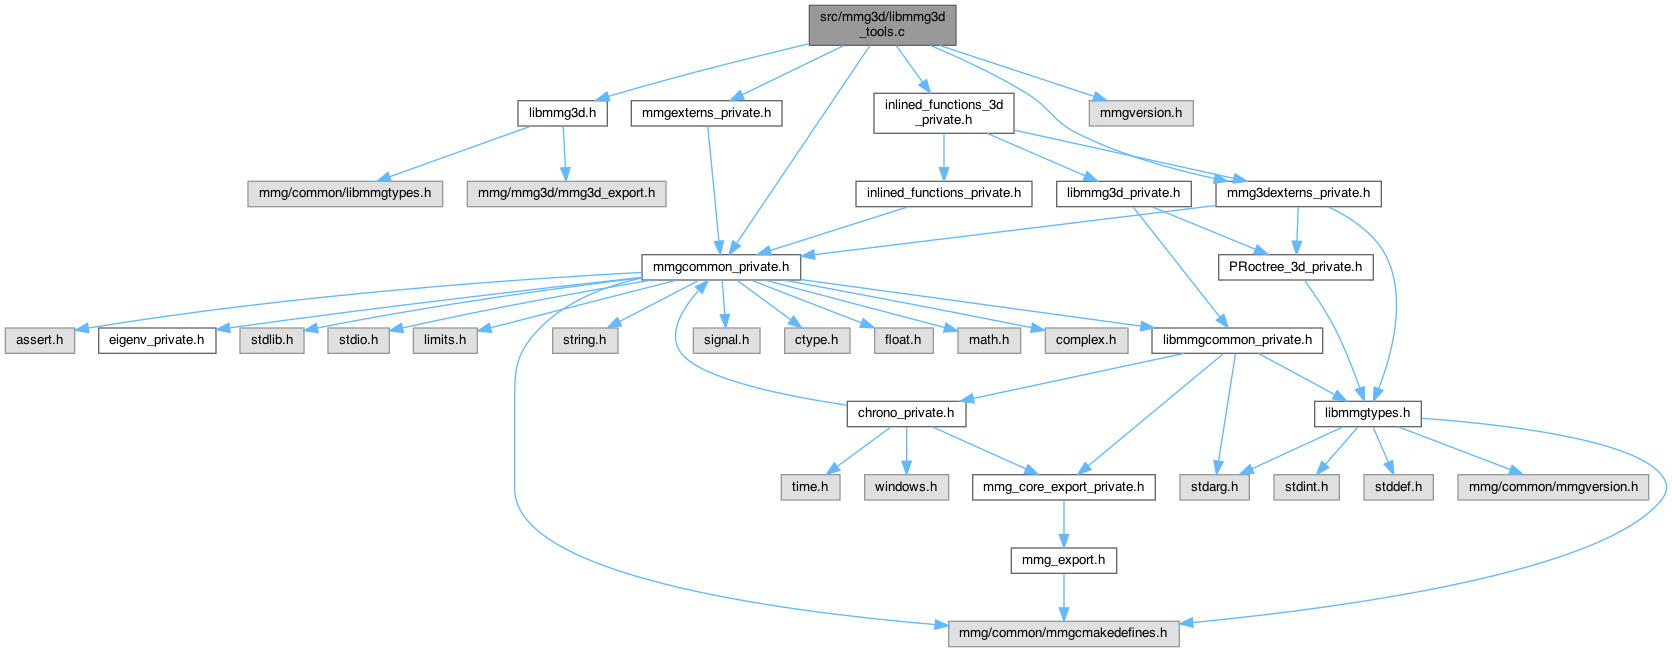 src/mmg3d/libmmg3d
_tools.c
libmmg3d.h
mmgexterns_private.h
inlined_functions_3d
_private.h
mmgversion.h
mmg/common/libmmgtypes.h
mmg/mmg3d/mmg3d_export.h
inlined_functions_private.h
libmmg3d_private.h
mmg3dexterns_private.h
mmgcommon_private.h
PRoctree_3d_private.h
assert.h
eigenv_private.h
stdlib.h
stdio.h
limits.h
string.h
signal.h
ctype.h
float.h
math.h
complex.h
libmmgcommon_private.h
chrono_private.h
libmmgtypes.h
time.h
windows.h
mmg_core_export_private.h
stdarg.h
stdint.h
stddef.h
mmg/common/mmgversion.h
mmg_export.h
mmg/common/mmgcmakedefines.h